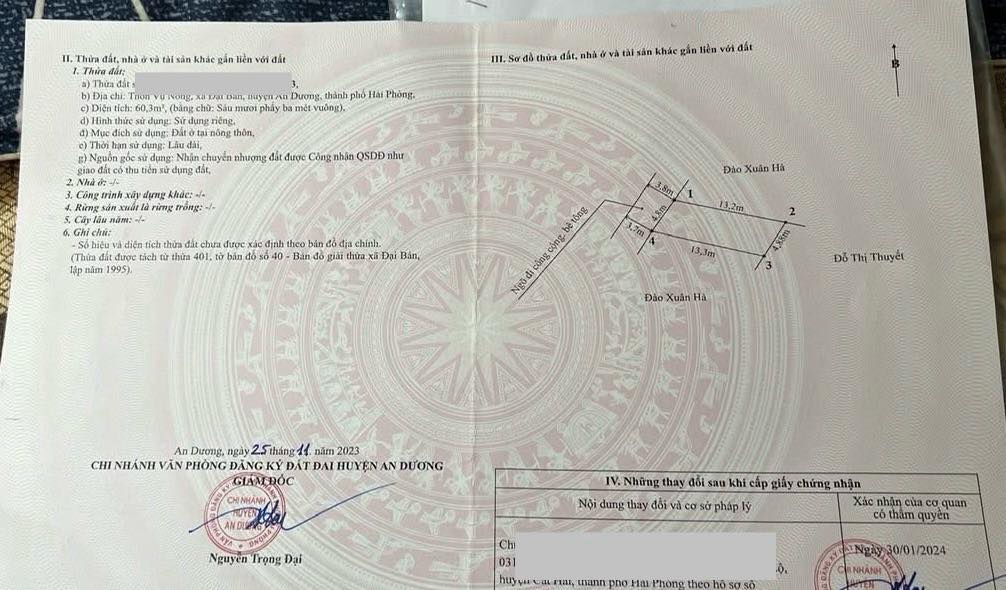 II. Thửa đất, nhà ở và tài sản khác gắn liền với đất
1. Thửa đất:
a) Thửa đất s
3,
b) Địa chỉ: Thôn Vụ Nông, xã Đại Bản, huyện An Dương, thành phố Hải Phòng.
c) Diện tích: 60,3m², (bằng chữ: Sáu mươi phẩy ba mét vuông),
d) Hình thức sử dụng: Sử dụng riêng,
đ) Mục đích sử dụng: Đất ở tại nông thôn,
e) Thời hạn sử dụng: Lâu dài,
g) Nguồn gốc sử dụng: Nhận chuyển nhượng đất được Công nhận QSDĐ như
giao đất có thu tiền sử dụng đất,
2. Nhà ở: -/-
3. Công trình xây dựng khác: -/-
4. Rừng sản xuất là rừng trồng: -/-
5. Cây lâu năm: -/-
6. Ghi chú:
- Số hiệu và diện tích thửa đất chưa được xác định theo bản đồ địa chính.
(Thửa đất được tách từ thửa 401, tờ bản đồ số 40 - Bản đồ giải thửa xã Đại Bản,
lập năm 1995).
An Dương, ngày 25 tháng 11. năm 2023
CHI NHÁNH VĂN PHÒNG ĐĂNG KÝ ĐẤT ĐAI HUYỆN AN DƯƠNG
GIÁM ĐỐC
CHI NHÁNH
HUYỆN
AN DƯƠNG
Nguyễn Trọng Đại
III. Sơ đồ thửa đất, nhà ở và tài sản khác gắn liền với đất
B
Đào Xuân Hà
3,8m
1
13,2m
2
4,8m
3,7m
4
13,3m
4,88m
3
Ngõ đi công cộng, bê tông
Đỗ Thị Thuyết
Đào Xuân Hà
IV. Những thay đổi sau khi cấp giấy chứng nhận
Nội dung thay đổi và cơ sở pháp lý
Xác nhận của cơ quan
có thẩm quyền
Ch
031
ộ,
huyện Cát Hải, thành phố Hải Phòng theo hồ sơ số
Ngày 30/01/2024
CHI NHÁNH
HUYỆN